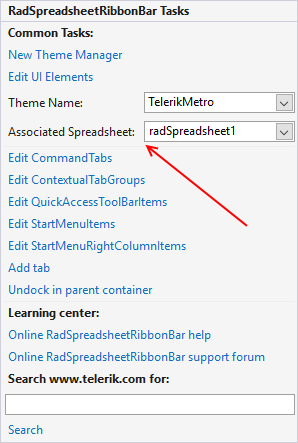 RadSpreadsheetRibbonBar Tasks
Common Tasks:
New Theme Manager
Edit UI Elements
Theme Name: TelerikMetro
Associated Spreadsheet: radSpreadsheet1
Edit CommandTabs
Edit ContextualTabGroups
Edit QuickAccessToolBarItems
Edit StartMenuItems
Edit StartMenuRightColumnItems
Add tab
Undock in parent container
Learning center:
Online RadSpreadsheetRibbonBar help
Online RadSpreadsheetRibbonBar support forum
Search www.telerik.com for:
Search